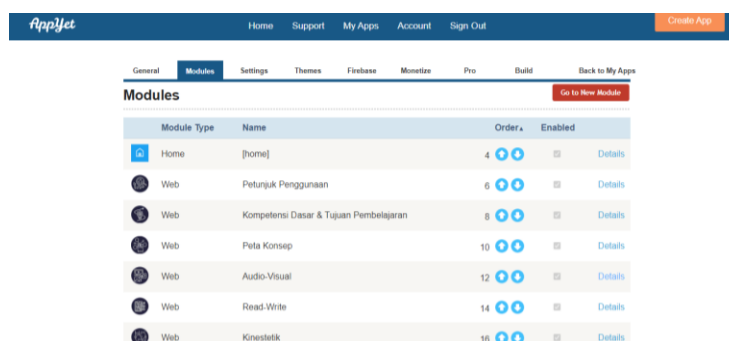 AppYet Home Support My Apps Account Sign Out Create App
General Modules Settings Themes Firebase Monetize Pro Build Back to My Apps
Modules Go to New Module
Module Type Name Order Enabled
Home [home] 4 Details
Web Petunjuk Penggunaan 6 Details
Web Kompetensi Dasar & Tujuan Pembelajaran 8 Details
Web Peta Konsep 10 Details
Web Audio-Visual 12 Details
Web Read-Write 14 Details
Web Kinestetik 16 Details